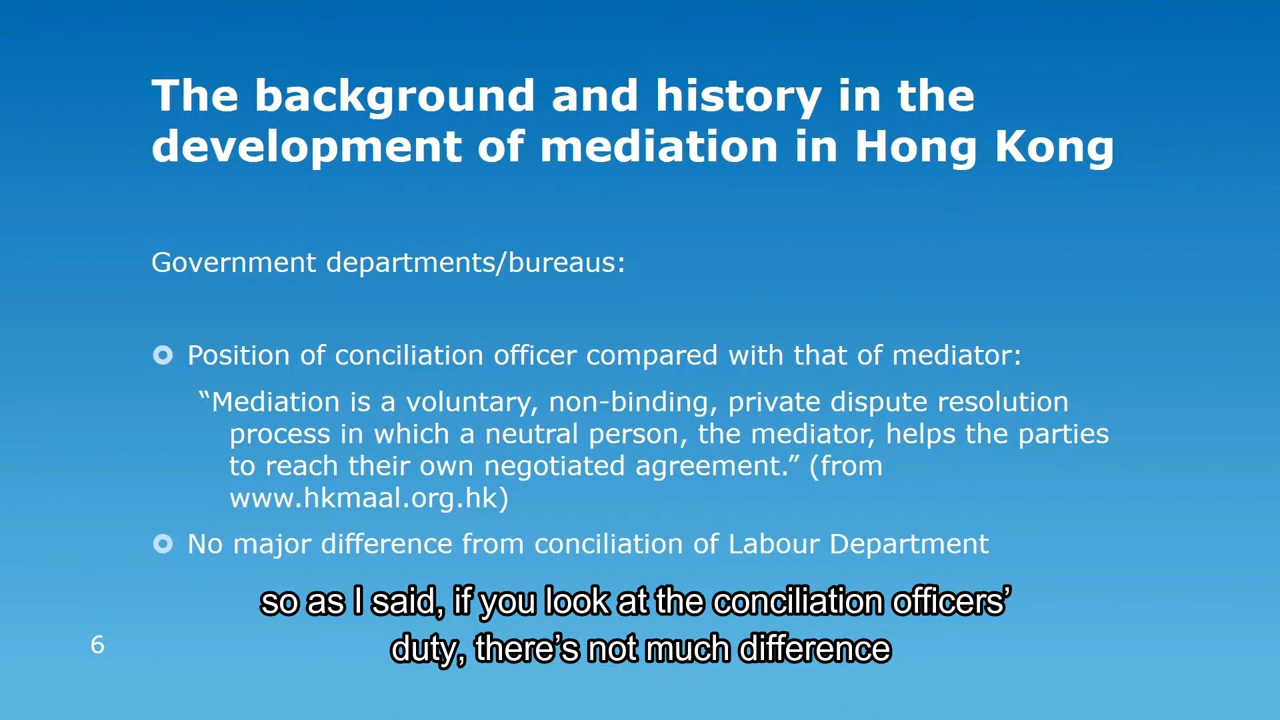 The background and history in the
development of mediation in Hong Kong
Government departments/bureaus:
Position of conciliation officer compared with that of mediator:
“Mediation is a voluntary, non-binding, private dispute resolution
process in which a neutral person, the mediator, helps the parties
to reach their own negotiated agreement.” (from
www.hkmaal.org.hk)
No major difference from conciliation of Labour Department
so as I said, if you look at the conciliation officers’
duty, there’s not much difference
6